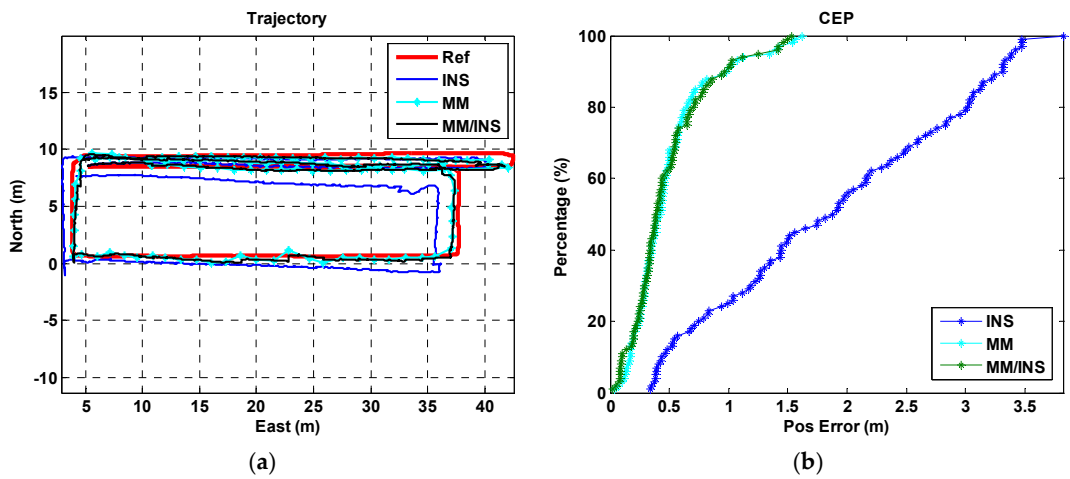 Trajectory
Ref
INS
MM
MM/INS
15
10
5
0
-5
-10
North (m)
5 10 15 20 25 30 35 40
East (m)
(a)
CEP
100
80
60
40
20
0
Percentage (%)
INS
MM
MM/INS
0 0.5 1 1.5 2 2.5 3 3.5
Pos Error (m)
(b)